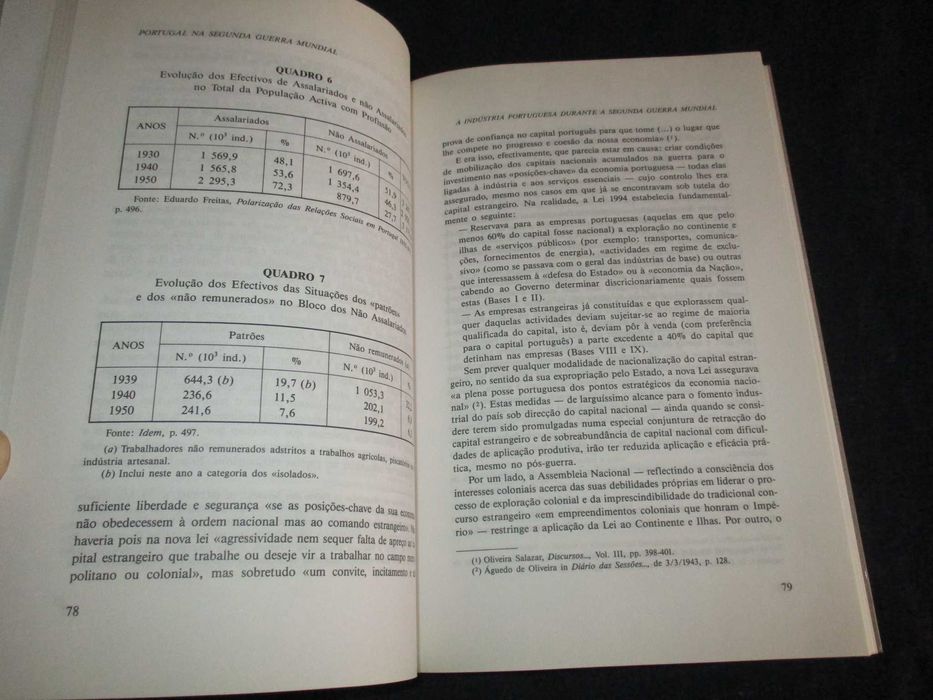 PORTUGAL NA SEGUNDA GUERRA MUNDIAL
QUADRO 6
Evolução dos Efectivos de Assalariados e não Assalariados
no Total da População Activa com Profissão
ANOS Assalariados Não Assalariados
N.º (10³ ind.) % N.º (10³ ind.) %
1930 1 569,9 48,1 1 697,6 51,9
1940 1 565,8 53,6 1 354,4 46,
1950 2 295,3 72,3 879,7 27,
Fonte: Eduardo Freitas, Polarização das Relações Sociais em Portugal
p. 496.
QUADRO 7
Evolução dos Efectivos das Situações dos «patrões»
e dos «não remunerados» no Bloco dos Não Assalariados
ANOS Patrões Não remunerados
N.º (10³ ind.) % N.º (10³ ind.) %
1939 644,3 (b) 19,7 (b) 1 053,3
1940 236,6 11,5 202,1
1950 241,6 7,6 199,2
Fonte: Idem, p. 497.
(a) Trabalhadores não remunerados adstritos a trabalhos agrícolas,
indústria artesanal.
(b) Inclui neste ano a categoria dos «isolados».
suficiente liberdade e segurança «se as posições-chave da sua
não obedecessem à ordem nacional mas ao comando estrangeiro».
haveria pois na nova lei «agressividade nem sequer falta de apreço
pital estrangeiro que trabalhe ou deseje vir a trabalhar no campo
politano ou colonial», mas sobretudo «um convite, incitamento e
78
A INDÚSTRIA PORTUGUESA DURANTE A SEGUNDA GUERRA MUNDIAL
prova de confiança no capital português para que tome (...) o lugar que
lhe compete no progresso e coesão da nossa economia» (¹).
E era isso, efectivamente, que parecia estar em causa: criar condições
de mobilização dos capitais nacionais acumulados na guerra para o
investimento nas «posições-chave» da economia portuguesa — todas elas
ligadas à indústria e aos serviços essenciais — cujo controlo lhes era
assegurado, mesmo nos casos em que já se encontravam sob tutela do
capital estrangeiro. Na realidade, a Lei 1994 estabelecia fundamental-
mente o seguinte:
— Reservava para as empresas portuguesas (aquelas em que pelo
menos 60% do capital fosse nacional) a exploração no continente e
ilhas de «serviços públicos» (por exemplo: transportes, comunica-
ções, fornecimentos de energia), «actividades em regime de exclu-
sivo» (como se passava com o geral das indústrias de base) ou outras
que interessassem à «defesa do Estado» ou à «economia da Nação»,
cabendo ao Governo determinar discricionariamente quais fossem
estas (Bases I e II).
— As empresas estrangeiras já constituídas e que explorassem qual-
quer daquelas actividades deviam sujeitar-se ao regime de maioria
qualificada do capital, isto é, deviam pôr à venda (com preferência
para o capital português) a parte excedente a 40% do capital que
detinham nas empresas (Bases VIII e IX).
Sem prever qualquer modalidade de nacionalização do capital estran-
geiro, no sentido da sua expropriação pelo Estado, a nova Lei assegurava
«a plena posse portuguesa dos pontos estratégicos da economia nacio-
nal» (²). Estas medidas — de larguíssimo alcance para o fomento indus-
trial do país sob direcção do capital nacional — ainda quando se consi-
dere terem sido promulgadas numa especial conjuntura de retracção do
capital estrangeiro e de sobreabundância de capital nacional com dificul-
dades de aplicação produtiva, irão ter reduzida aplicação e eficácia prá-
tica, mesmo no pós-guerra.
Por um lado, a Assembleia Nacional — reflectindo a consciência dos
interesses coloniais acerca das suas debilidades próprias em liderar o pro-
cesso de exploração colonial e da imprescindibilidade do tradicional con-
curso estrangeiro «em empreendimentos coloniais que honram o Impé-
rio» — restringe a aplicação da Lei ao Continente e Ilhas. Por outro, o
(¹) Oliveira Salazar, Discursos..., Vol. III, pp. 398-401.
(²) Águedo de Oliveira in Diário das Sessões.., de 3/3/1943, p. 128.
79